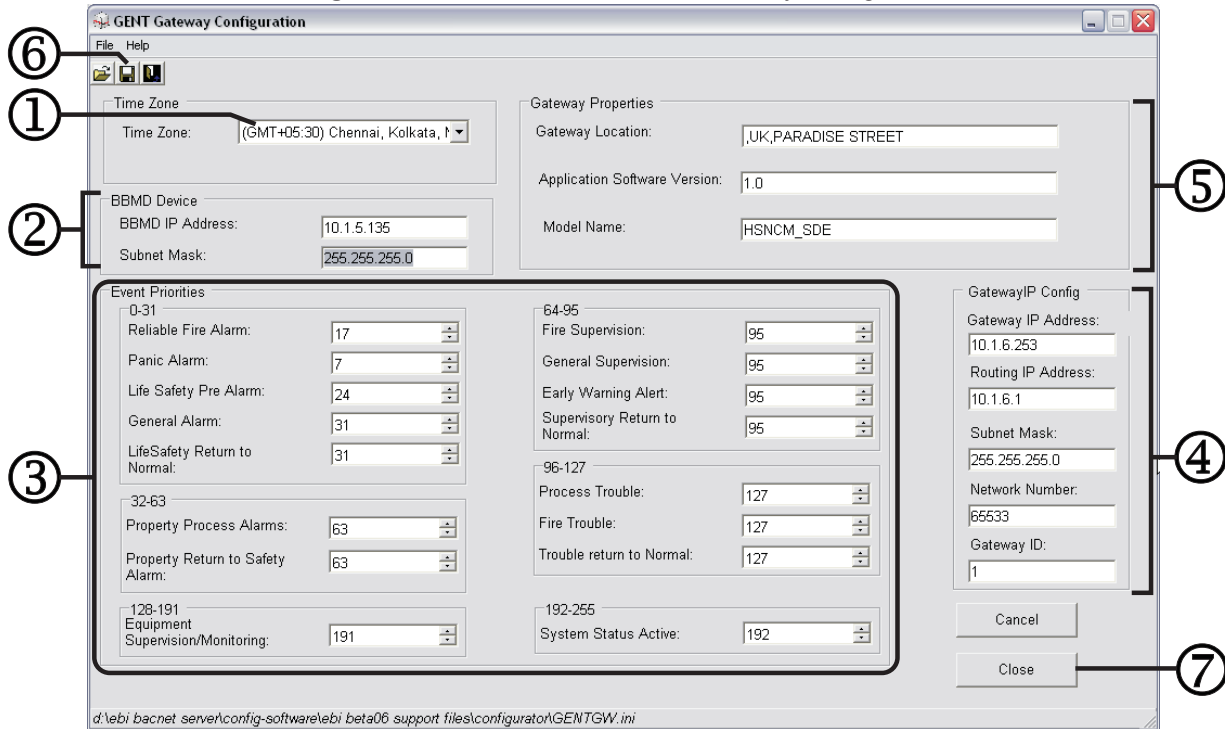 GENT Gateway Configuration
File Help
⑥
①
Time Zone
Time Zone: (GMT+05:30) Chennai, Kolkata,
②
BBMD Device
BBMD IP Address: 10.1.5.135
Subnet Mask: 255.255.255.0
Gateway Properties
Gateway Location: ,UK,PARADISE STREET
Application Software Version: 1.0
Model Name: HSNCM_SDE
⑤
③
Event Priorities
0-31
Reliable Fire Alarm: 17
Panic Alarm: 7
Life Safety Pre Alarm: 24
General Alarm: 31
LifeSafety Return to
Normal: 31
32-63
Property Process Alarms: 63
Property Return to Safety
Alarm: 63
128-191
Equipment
Supervision/Monitoring: 191
64-95
Fire Supervision: 95
General Supervision: 95
Early Warning Alert: 95
Supervisory Return to
Normal: 95
96-127
Process Trouble: 127
Fire Trouble: 127
Trouble return to Normal: 127
192-255
System Status Active: 192
GatewayIP Config
Gateway IP Address:
10.1.6.253
Routing IP Address:
10.1.6.1
Subnet Mask:
255.255.255.0
Network Number:
65533
Gateway ID:
1
④
Cancel
Close
⑦
d:\ebi bacnet server\config-software\ebi beta06 support files\configurator\GENTGW.ini